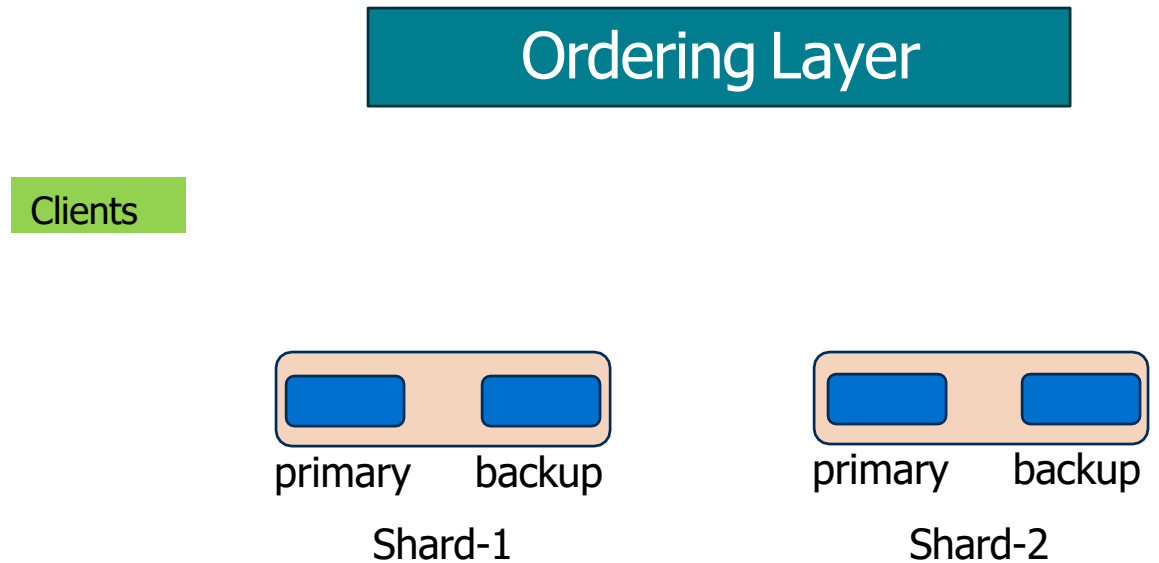 Ordering Layer
Clients
primary backup
primary backup
Shard-1
Shard-2